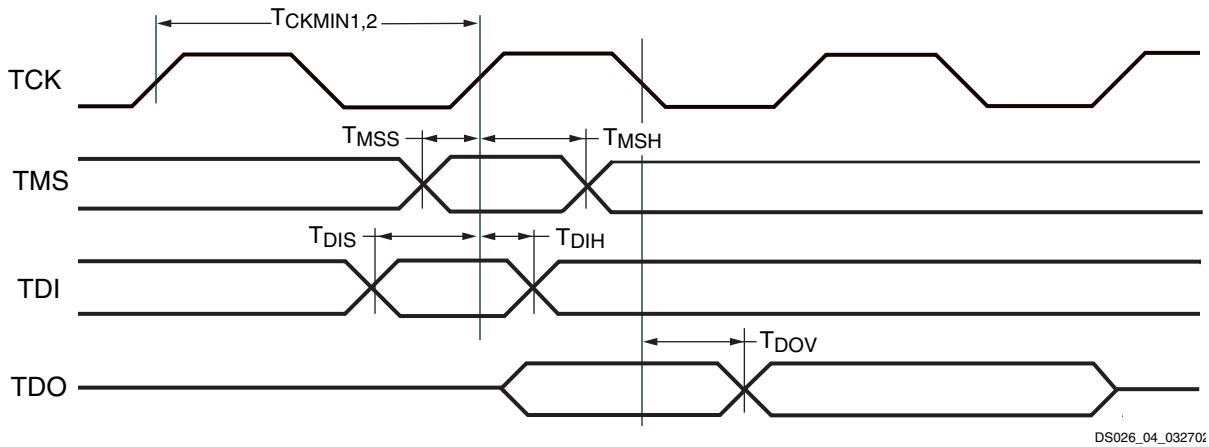 TCKMIN1,2
TCK
TMSS
TMSH
TMS
TDIS
TDIH
TDI
TDOV
TDO
DS026_04_032702